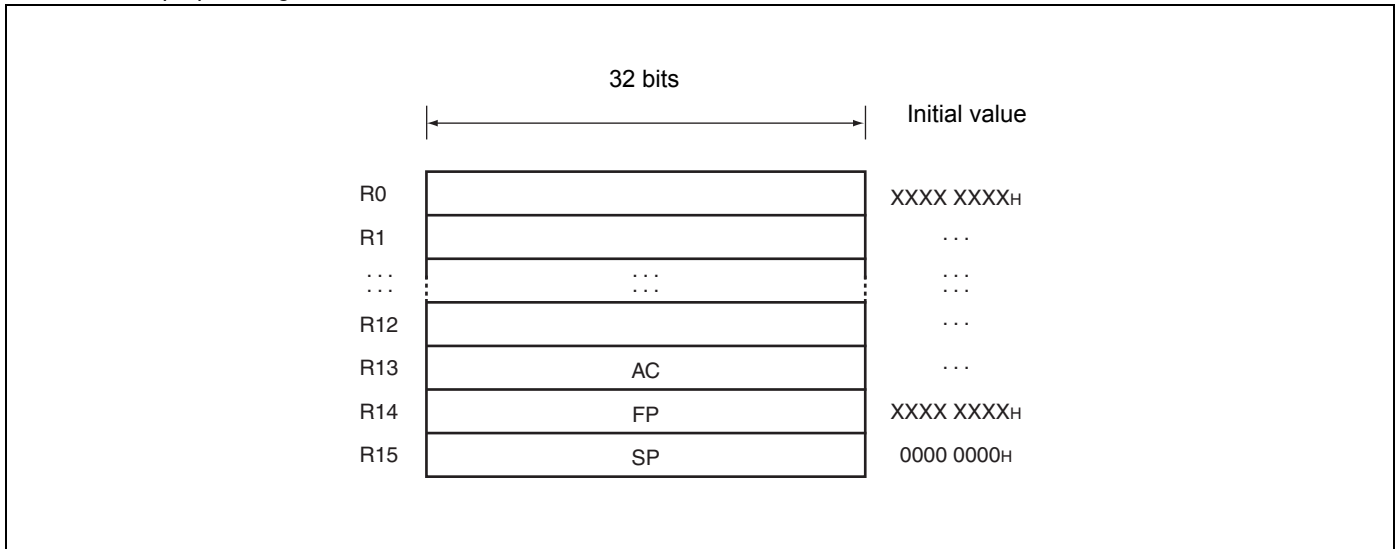 32 bits
Initial value
R0 XXXX XXXXH
R1 ...
... ... ...
... ... ...
R12 ...
R13 AC ...
R14 FP XXXX XXXXH
R15 SP 0000 0000H